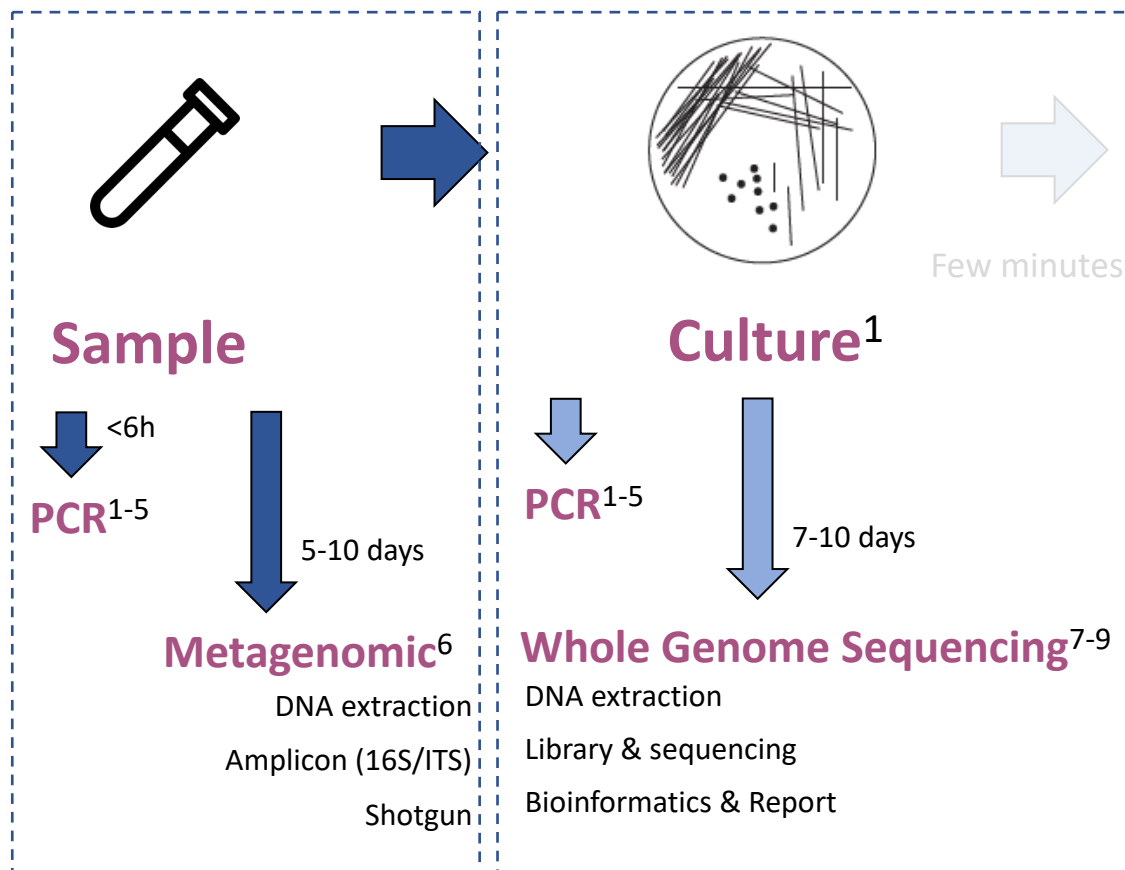 Few minutes
Sample
<6h
PCR1-5
5-10 days
Metagenomic6
DNA extraction
Amplicon (16S/ITS)
Shotgun
Culture1
PCR1-5
7-10 days
Whole Genome Sequencing7-9
DNA extraction
Library & sequencing
Bioinformatics & Report